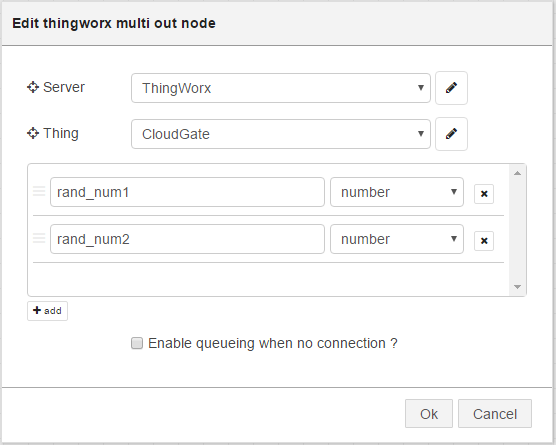 Edit thingworx multi out node
Server ThingWorx
Thing CloudGate
rand_num1 number
rand_num2 number
add
Enable queueing when no connection ?
Ok Cancel